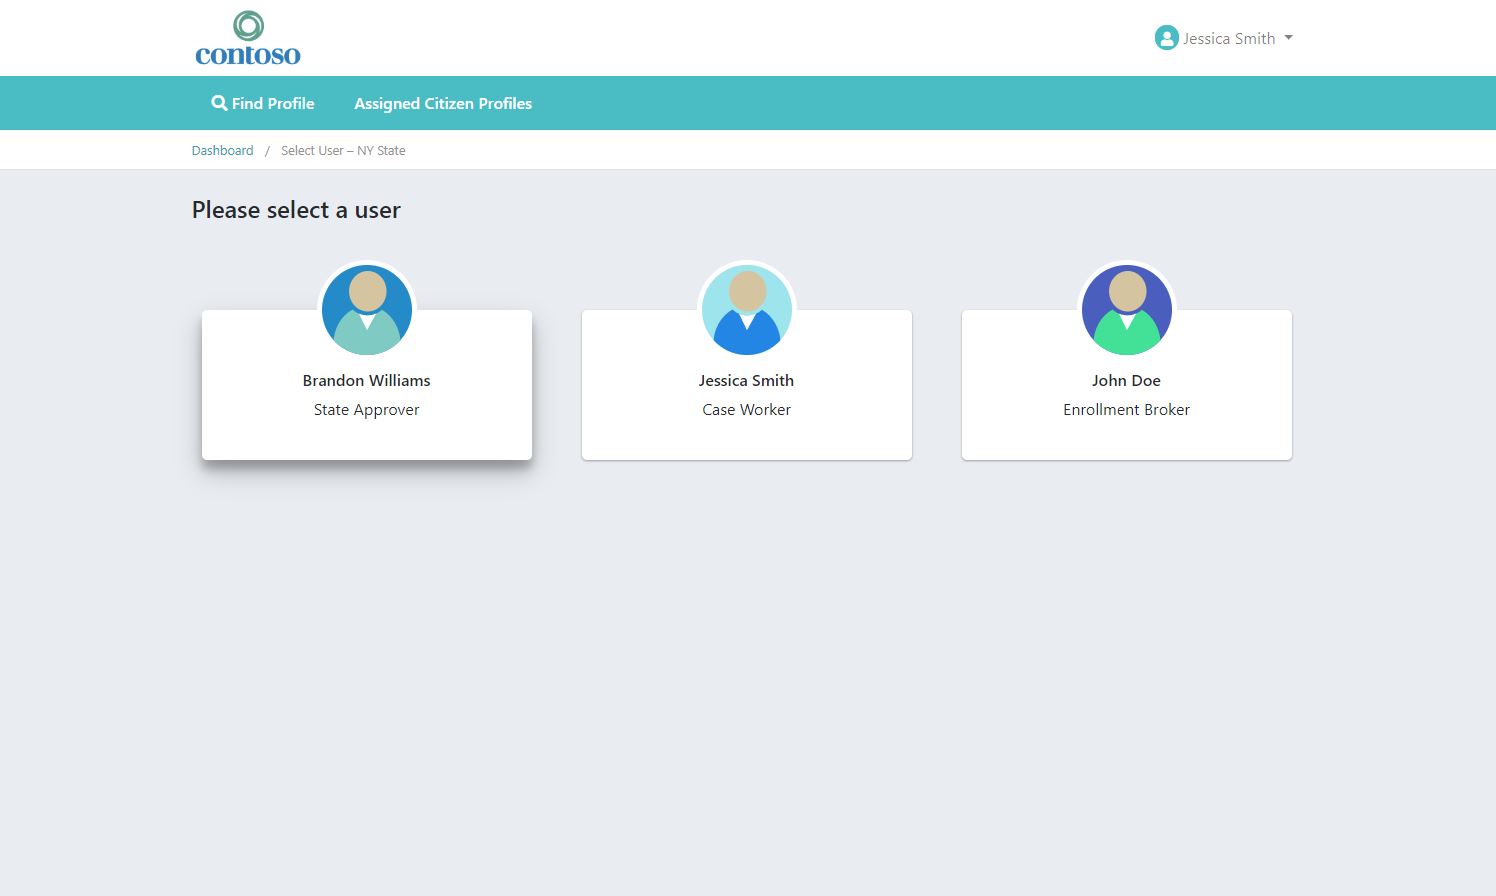 contoso
Jessica Smith
Find Profile
Assigned Citizen Profiles
Dashboard / Select User – NY State
Please select a user
Brandon Williams
State Approver
Jessica Smith
Case Worker
John Doe
Enrollment Broker